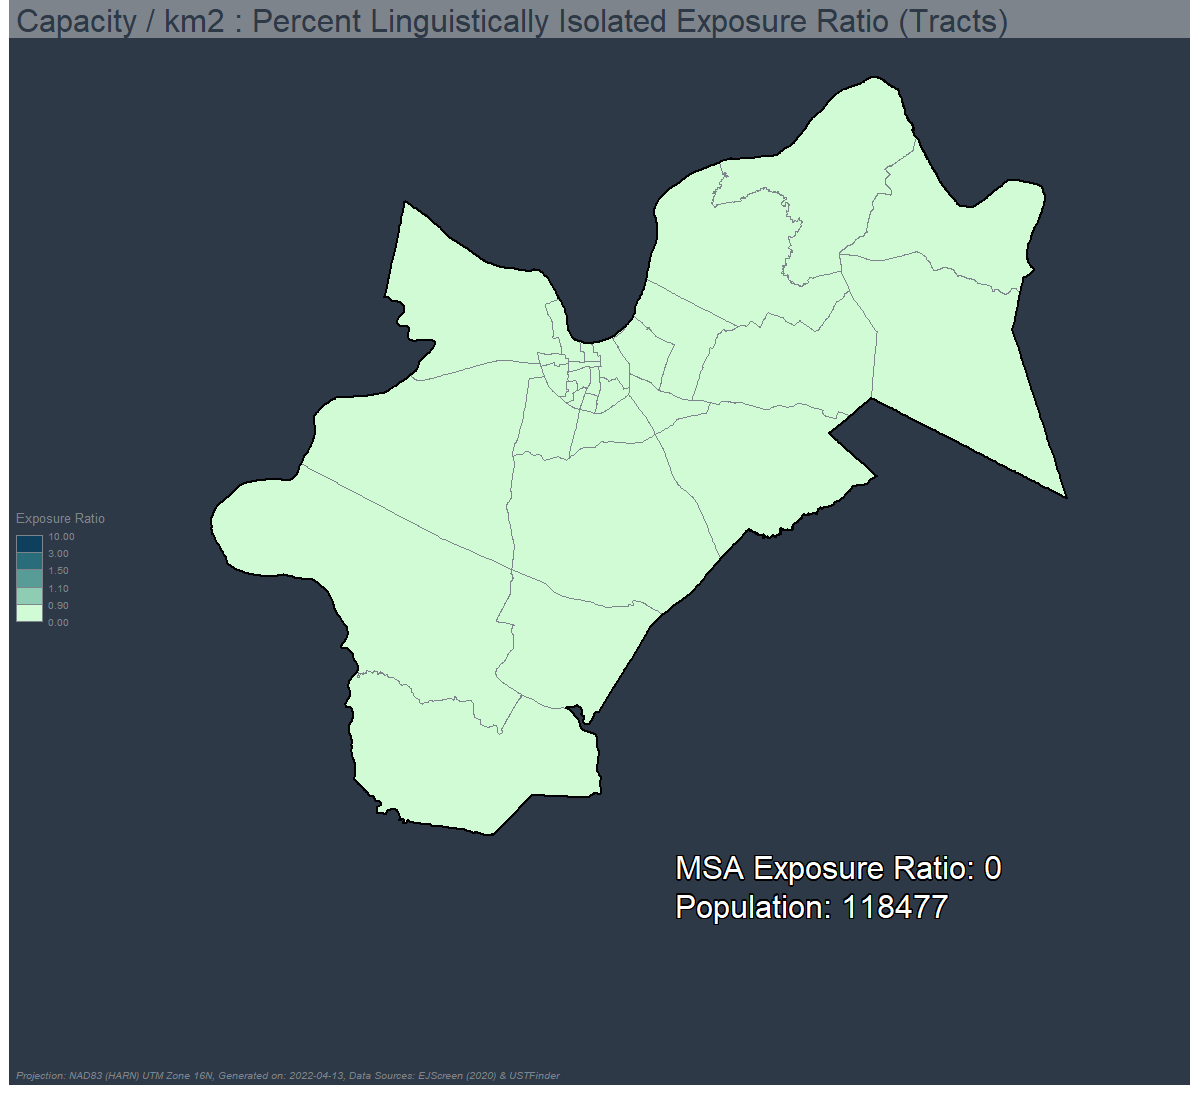 Capacity / km2 : Percent Linguistically Isolated Exposure Ratio (Tracts)
Exposure Ratio
10.00
3.00
1.50
1.10
0.90
0.00
MSA Exposure Ratio: 0
Population: 118477
Projection: NAD83 (HARN) UTM Zone 16N, Generated on: 2022-04-13, Data Sources: EJScreen (2020) & USTFinder